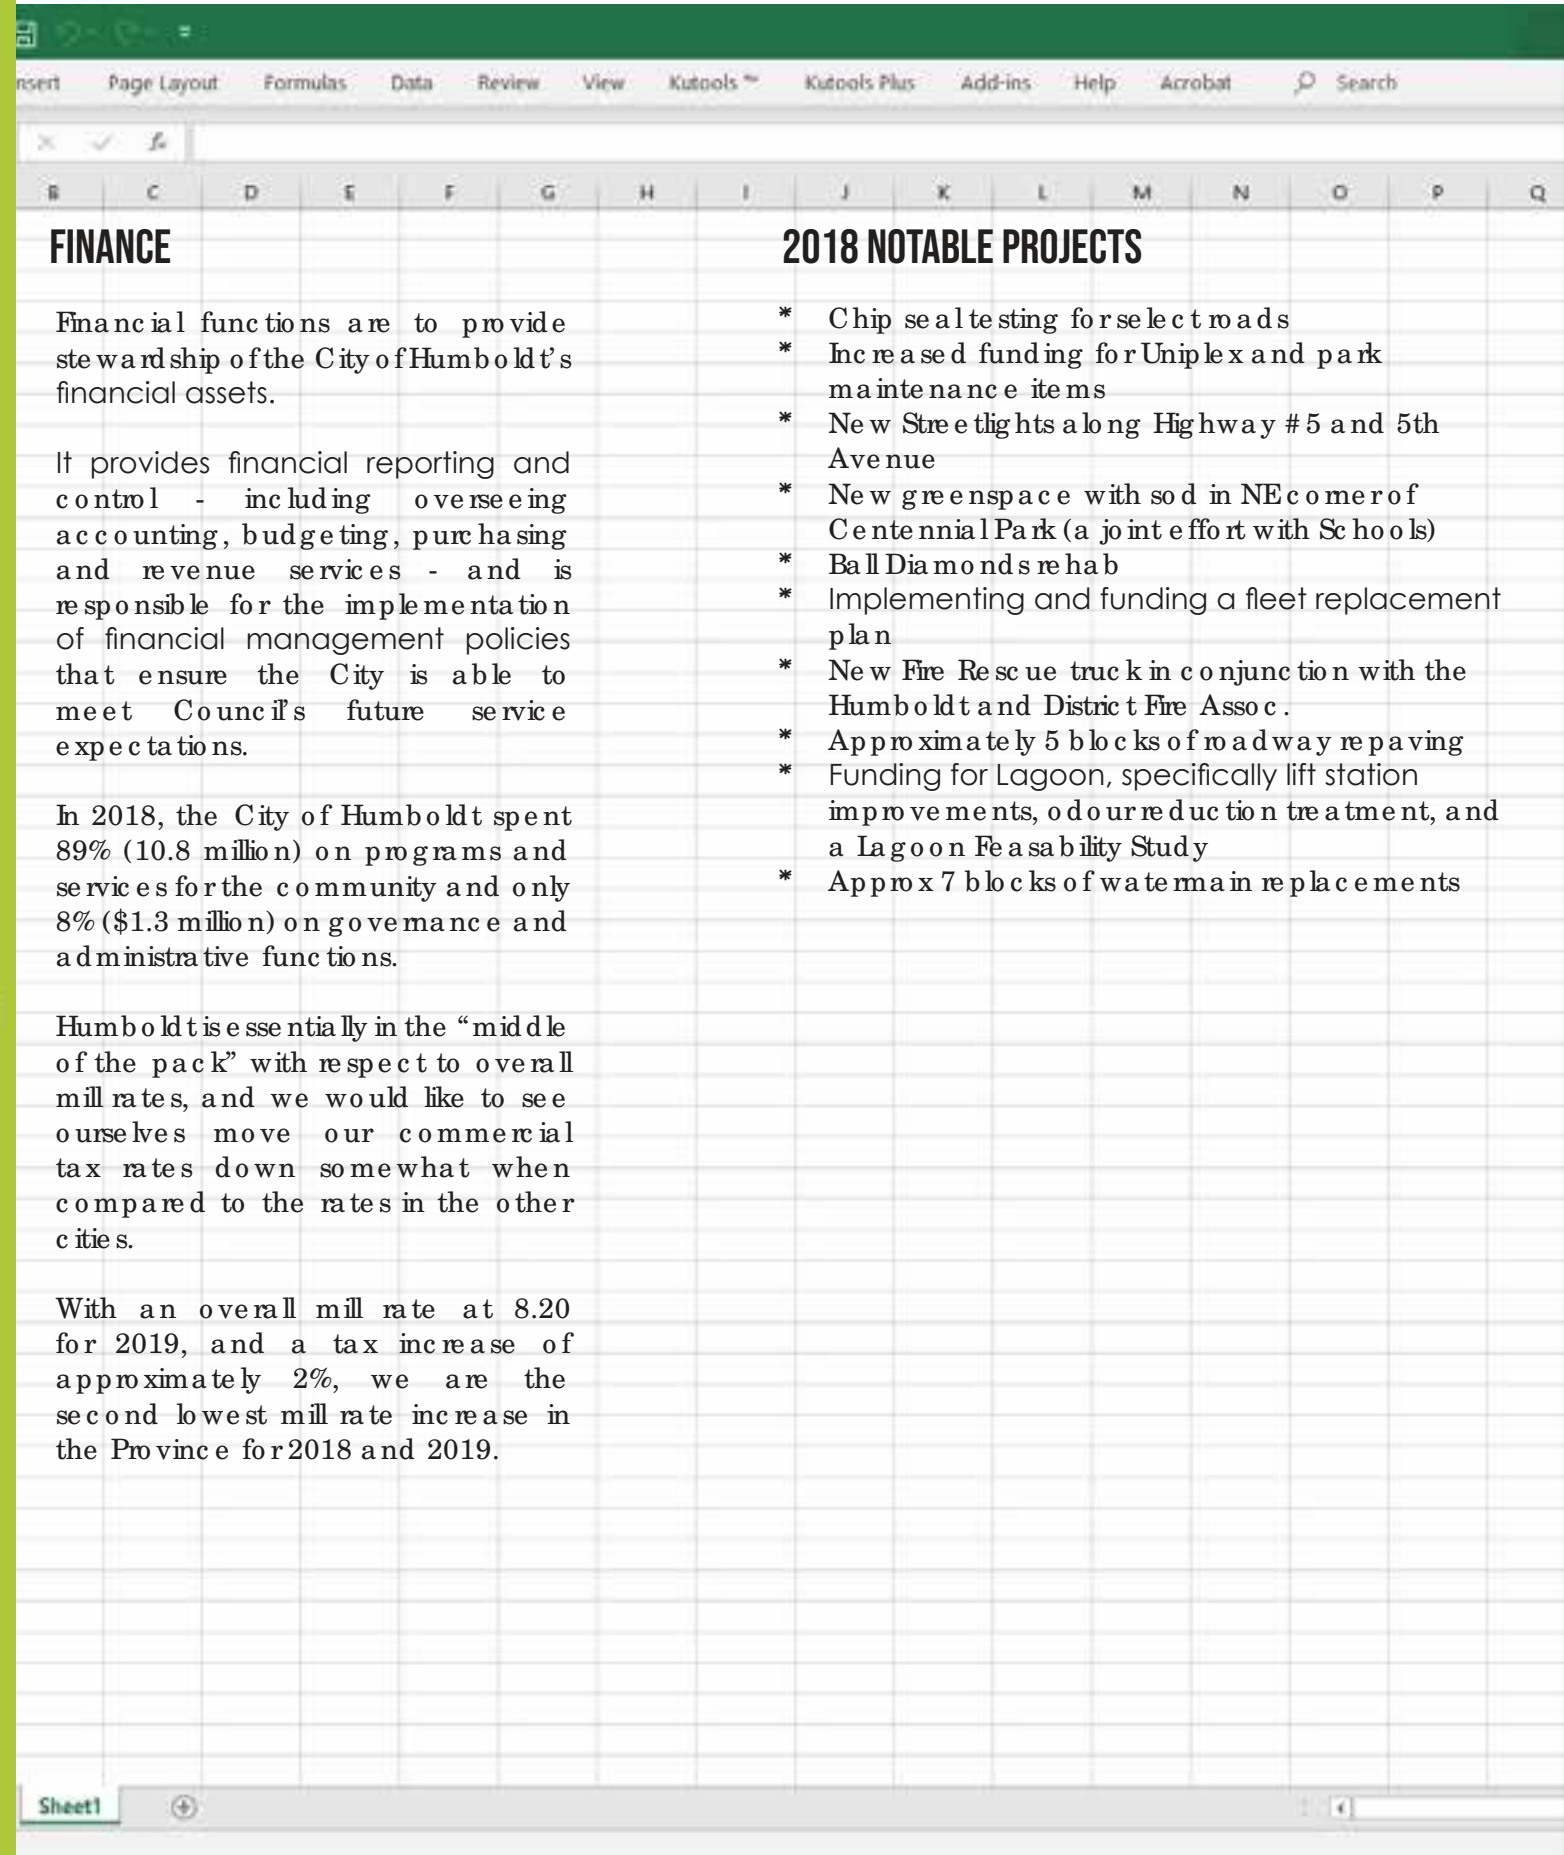 nsert Page Layout Formulas Data Review View Kutools ™ Kutools Plus Add-ins Help Acrobat Search
fx
B C D E F G H I J K L M N O P Q
FINANCE
Financial functions are to provide
stewardship of the City of Humboldt’s
financial assets.
It provides financial reporting and
control - including overseeing
accounting, budgeting, purchasing
and revenue services - and is
responsible for the implementation
of financial management policies
that ensure the City is able to
meet Council’s future service
expectations.
In 2018, the City of Humboldt spent
89% (10.8 million) on programs and
services for the community and only
8% ($1.3 million) on governance and
administrative functions.
Humboldt is essentially in the “middle
of the pack” with respect to overall
mill rates, and we would like to see
ourselves move our commercial
tax rates down somewhat when
compared to the rates in the other
cities.
With an overall mill rate at 8.20
for 2019, and a tax increase of
approximately 2%, we are the
second lowest mill rate increase in
the Province for 2018 and 2019.
2018 NOTABLE PROJECTS
* Chip seal testing for select roads
* Increased funding for Uniplex and park
maintenance items
* New Streetlights along Highway #5 and 5th
Avenue
* New greenspace with sod in NE corner of
Centennial Park (a joint effort with Schools)
* Ball Diamonds rehab
* Implementing and funding a fleet replacement
plan
* New Fire Rescue truck in conjunction with the
Humboldt and District Fire Assoc.
* Approximately 5 blocks of roadway repaving
* Funding for Lagoon, specifically lift station
improvements, odour reduction treatment, and
a Lagoon Feasability Study
* Approx 7 blocks of watermain replacements
Sheet1